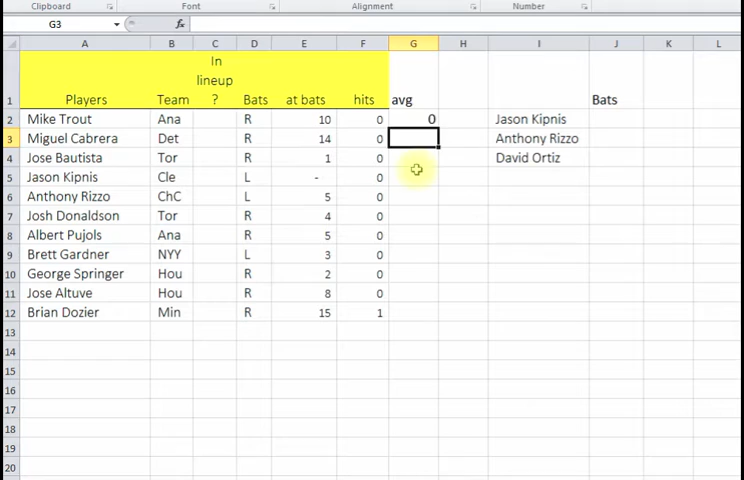 Clipboard Font Alignment Number
G3 fx
A B C D E F G H I J K L
1 Players Team In lineup ? Bats at bats hits avg Bats
2 Mike Trout Ana R 10 0 0 Jason Kipnis
3 Miguel Cabrera Det R 14 0 Anthony Rizzo
4 Jose Bautista Tor R 1 0 David Ortiz
5 Jason Kipnis Cle L - 0
6 Anthony Rizzo ChC L 5 0
7 Josh Donaldson Tor R 4 0
8 Albert Pujols Ana R 5 0
9 Brett Gardner NYY L 3 0
10 George Springer Hou R 2 0
11 Jose Altuve Hou R 8 0
12 Brian Dozier Min R 15 1
13
14
15
16
17
18
19
20